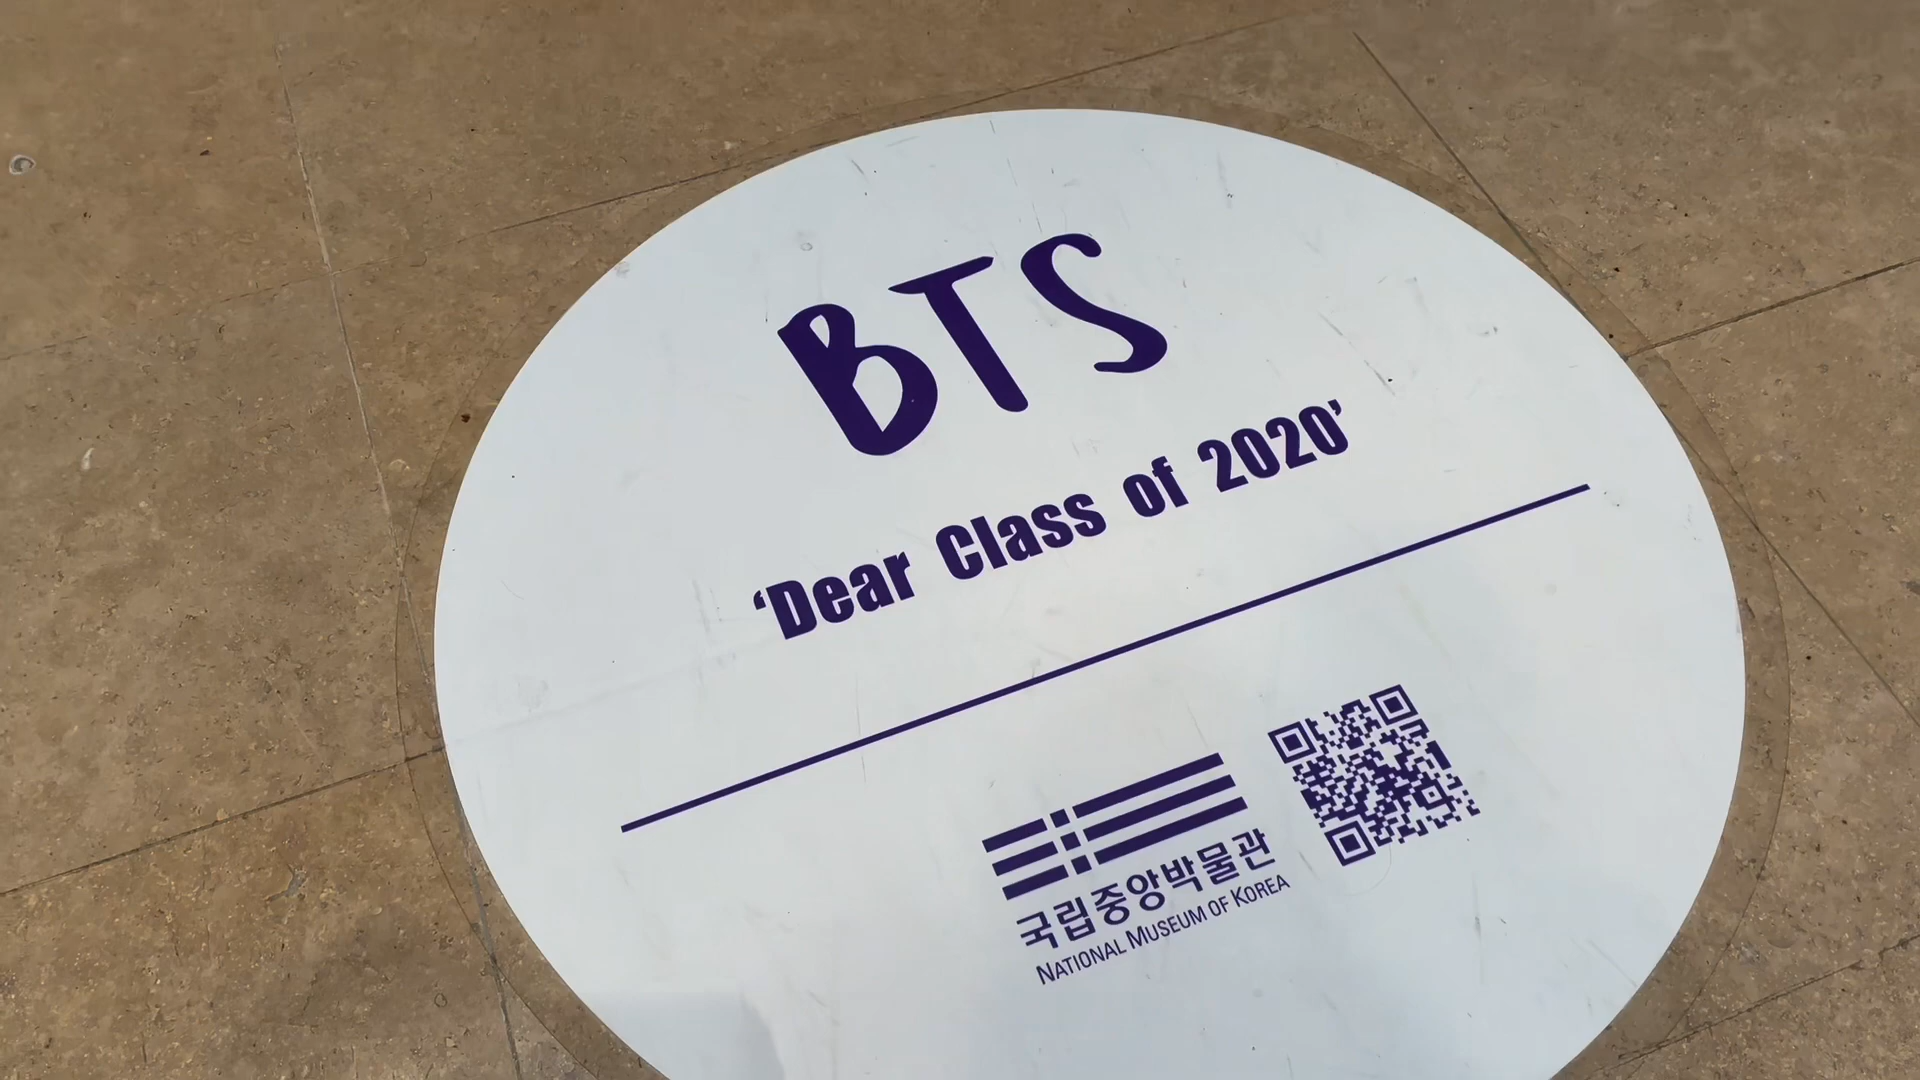 BTS
‘Dear Class of 2020’
국립중앙박물관
NATIONAL MUSEUM OF KOREA